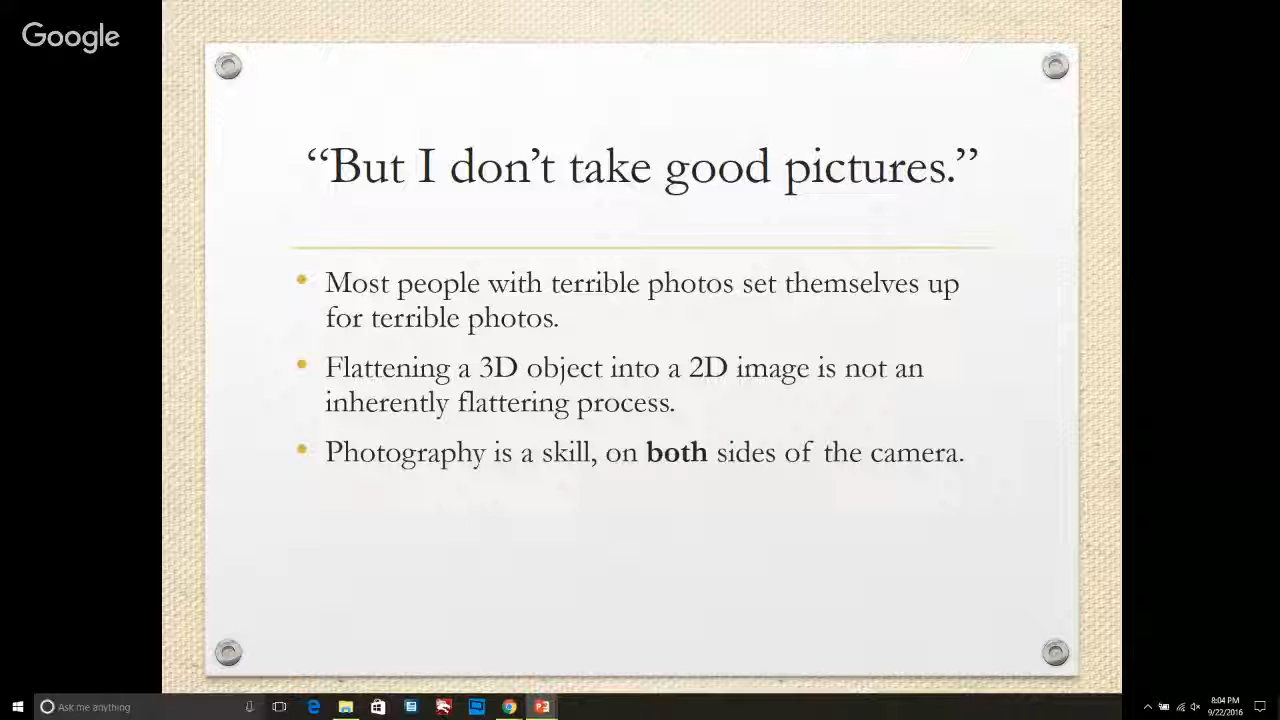 Google
“But I don’t take good pictures.”
• Most people with terrible photos set themselves up
for terrible photos.
• Flattening a 3D object into a 2D image is not an
inherently flattering process.
• Photography is a skill, on both sides of the camera.
Ask me anything
8:04 PM
9/22/2016